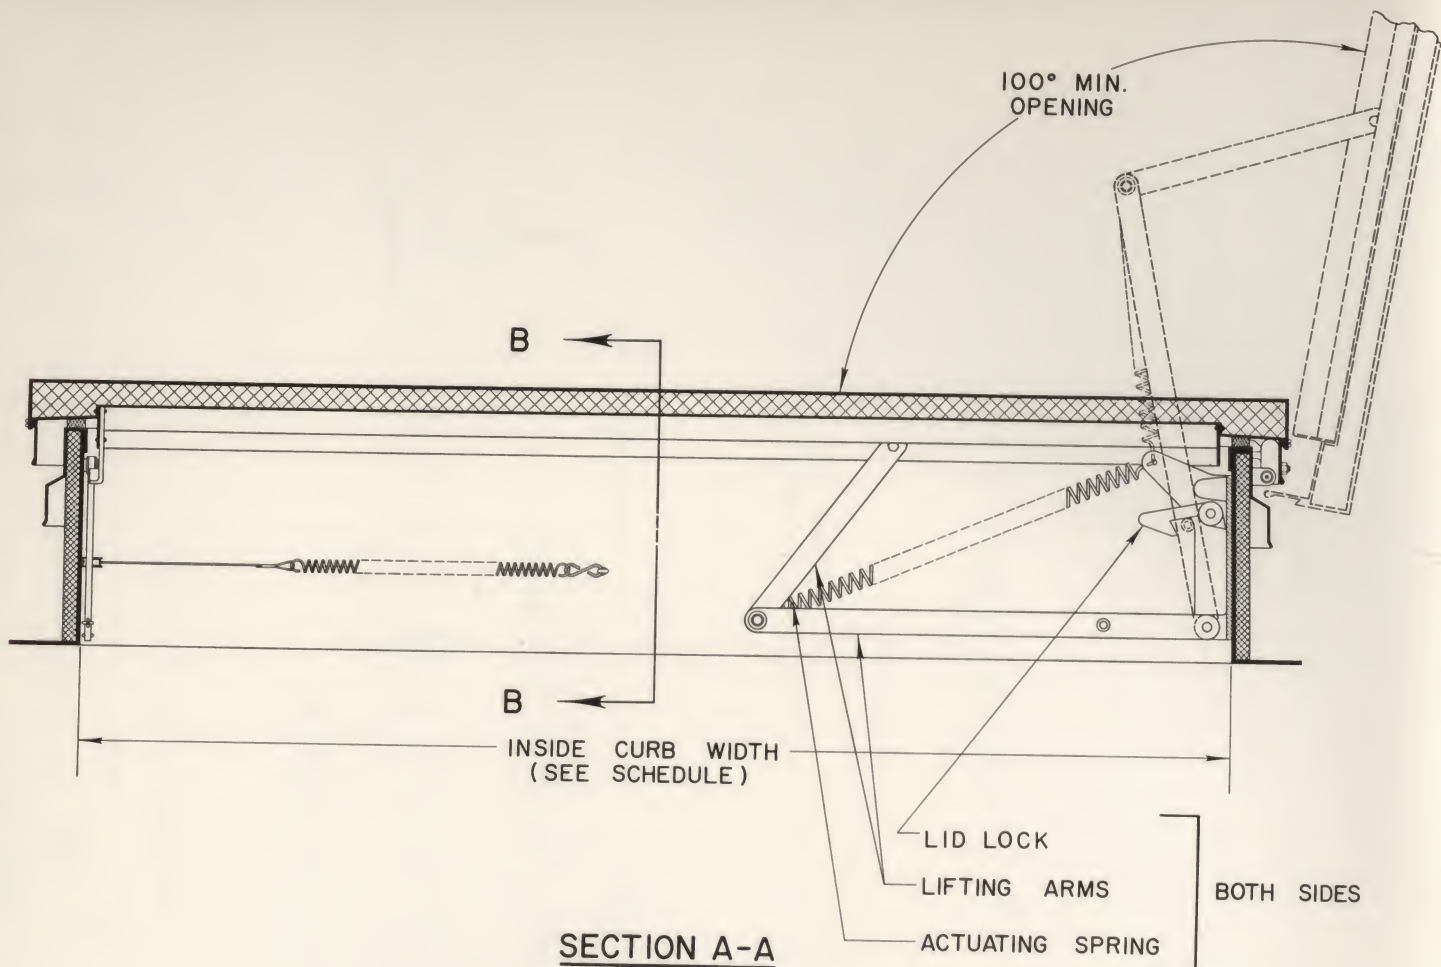 100° MIN.
OPENING
B
B
INSIDE CURB WIDTH
(SEE SCHEDULE)
LID LOCK
LIFTING ARMS
BOTH SIDES
ACTUATING SPRING
SECTION A-A